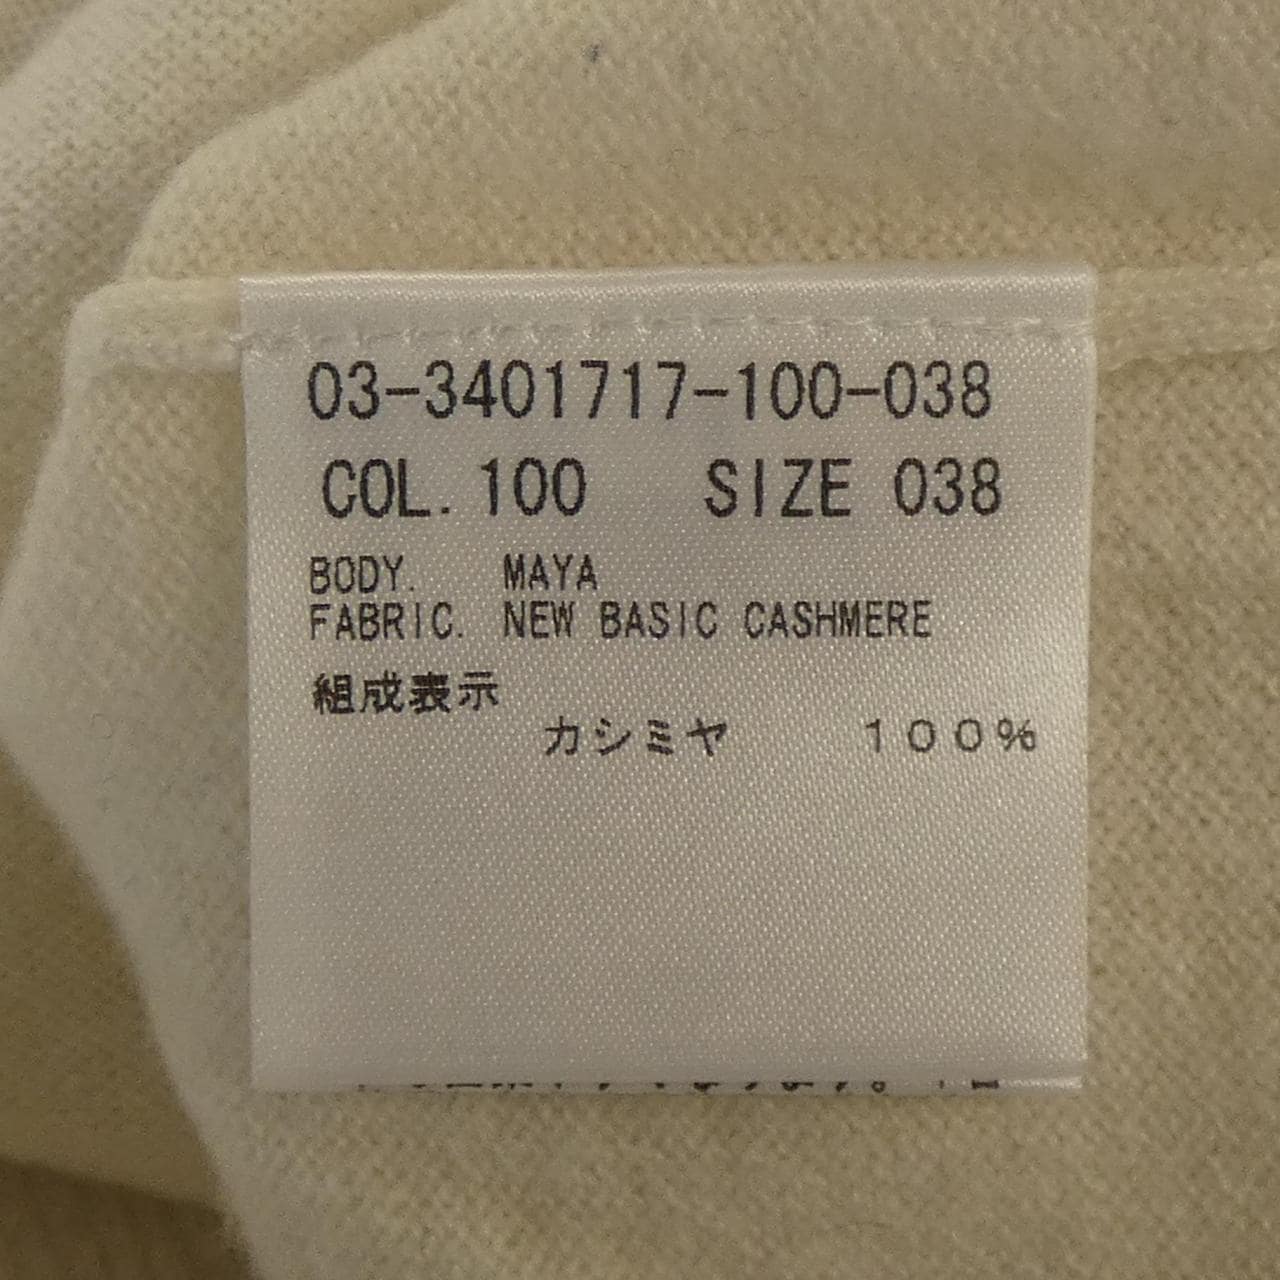 03-3401717-100-038
COL. 100 SIZE 038
BODY. MAYA
FABRIC. NEW BASIC CASHMERE
組成表示
カシミヤ 100%